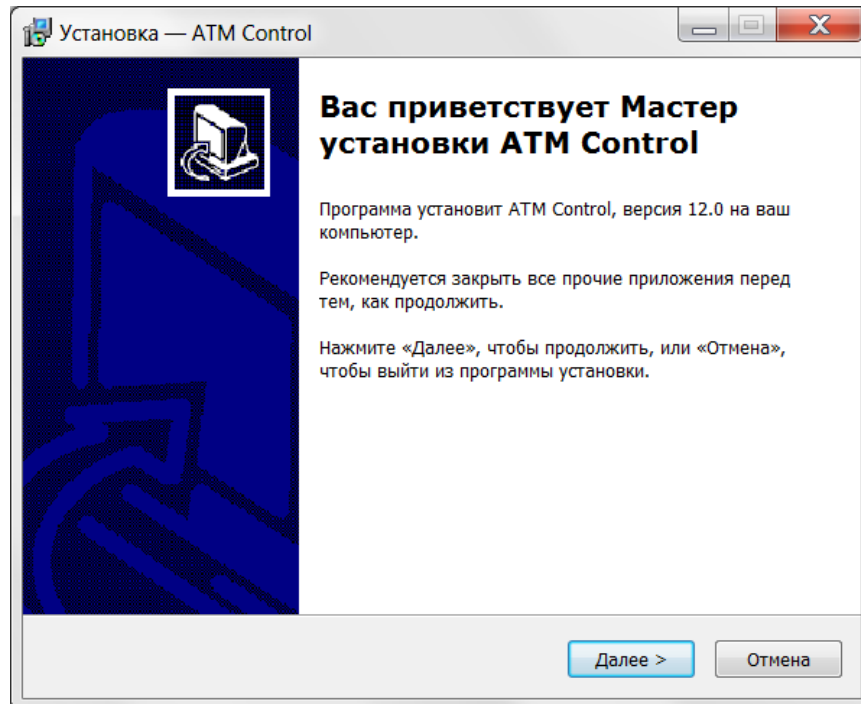 Установка — ATM Control
Вас приветствует Мастер
установки ATM Control
Программа установит ATM Control, версия 12.0 на ваш
компьютер.
Рекомендуется закрыть все прочие приложения перед
тем, как продолжить.
Нажмите «Далее», чтобы продолжить, или «Отмена»,
чтобы выйти из программы установки.
Далее >
Отмена